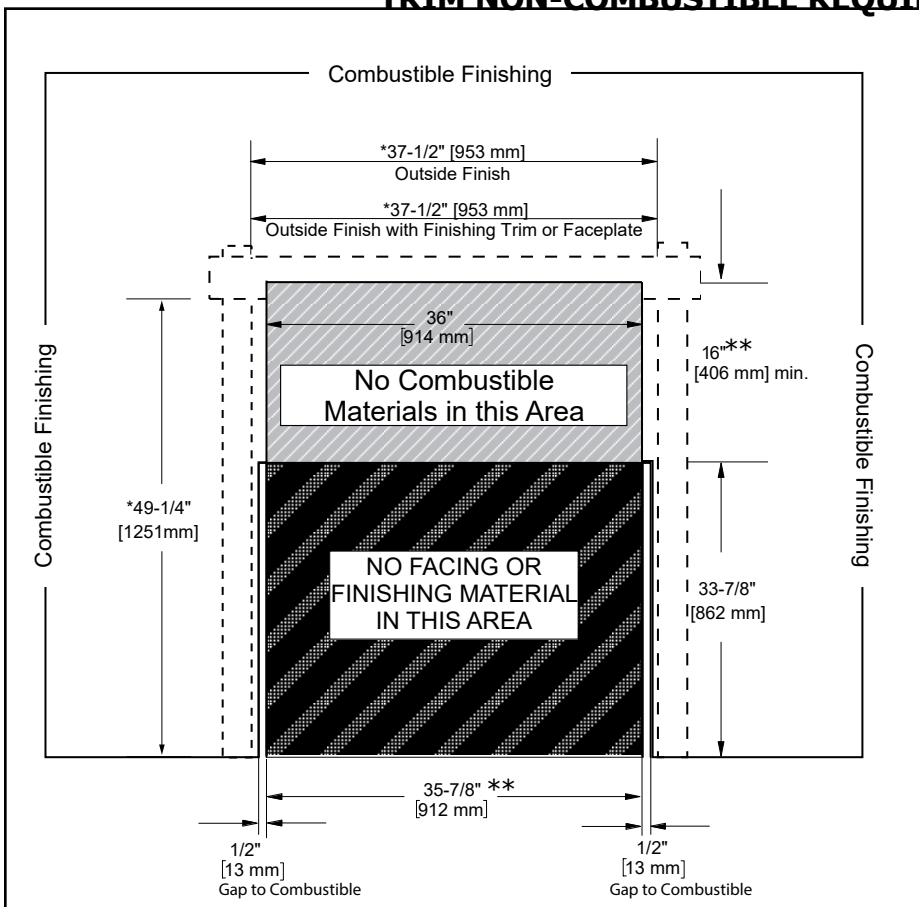 TRIM NON-COMBUSTIBLE
Combustible Finishing
*37-1/2" [953 mm]
Outside Finish
*37-1/2" [953 mm]
Outside Finish with Finishing Trim or Faceplate
36"
[914 mm]
16"**
[406 mm] min.
No Combustible
Materials in this Area
Combustible Finishing
Combustible Finishing
*49-1/4"
[1251mm]
NO FACING OR
FINISHING MATERIAL
IN THIS AREA
33-7/8"
[862 mm]
35-7/8" **
[912 mm]
1/2"
[13 mm]
Gap to Combustible
1/2"
[13 mm]
Gap to Combustible